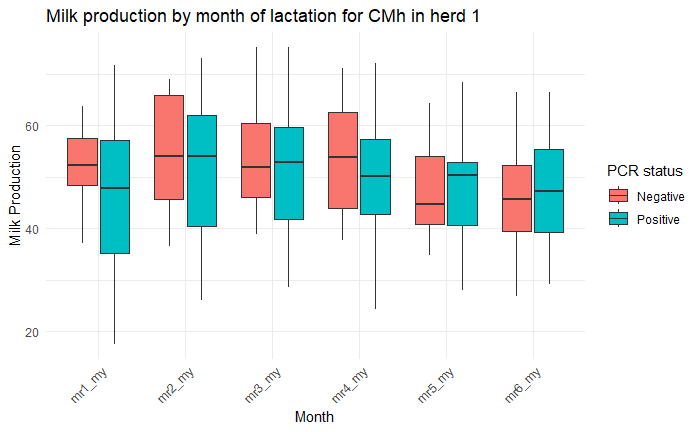 Milk production by month of lactation for CMh in herd 1
Milk Production
60
40
20
mr1_my
mr2_my
mr3_my
mr4_my
mr5_my
mr6_my
Month
PCR status
Negative
Positive